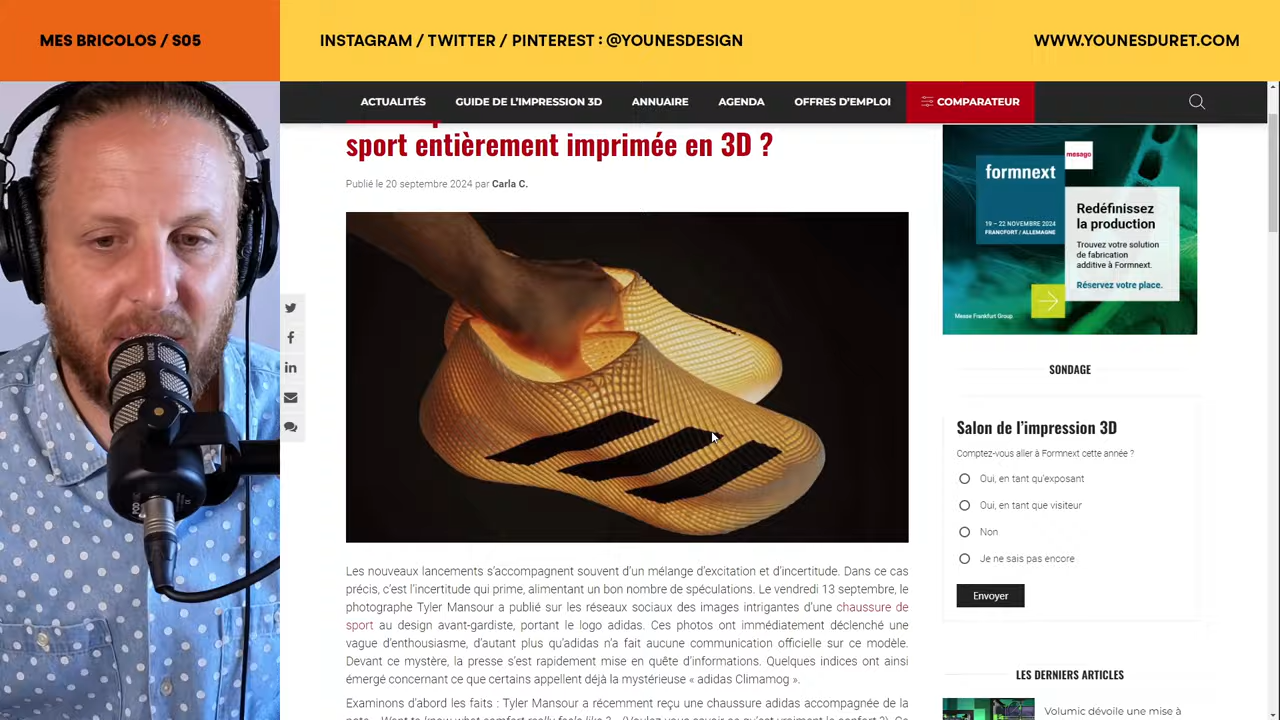 MES BRICOLOS / S05
INSTAGRAM / TWITTER / PINTEREST : @YOUNESDESIGN
WWW.YOUNESDURET.COM
ACTUALITÉS
GUIDE DE L'IMPRESSION 3D
ANNUAIRE
AGENDA
OFFRES D'EMPLOI
COMPARATEUR
sport entièrement imprimée en 3D ?
Publié le 20 septembre 2024 par Carla C.
Les nouveaux lancements s'accompagnent souvent d'un mélange d'excitation et d'incertitude. Dans ce cas
précis, c'est l'incertitude qui prime, alimentant un bon nombre de spéculations. Le vendredi 13 septembre, le
photographe Tyler Mansour a publié sur les réseaux sociaux des images intrigantes d'une chaussure de
sport au design avant-gardiste, portant le logo adidas. Ces photos ont immédiatement déclenché une
vague d'enthousiasme, d'autant plus qu'adidas n'a fait aucune communication officielle sur ce modèle.
Devant ce mystère, la presse s'est rapidement mise en quête d'informations. Quelques indices ont ainsi
émergé concernant ce que certains appellent déjà la mystérieuse « adidas Climamog ».
Examinons d'abord les faits : Tyler Mansour a récemment reçu une chaussure adidas accompagnée de la
formnext
mesago
19 – 22 NOVEMBRE 2024
FRANCFORT / ALLEMAGNE
Redéfinissez
la production
Trouvez votre solution
de fabrication
additive à Formnext.
Réservez votre place.
Messe Frankfurt Group
SONDAGE
Salon de l'impression 3D
Comptez-vous aller à Formnext cette année ?
Oui, en tant qu'exposant
Oui, en tant que visiteur
Non
Je ne sais pas encore
Envoyer
LES DERNIERS ARTICLES
Volumic dévoile une mise à
RODE